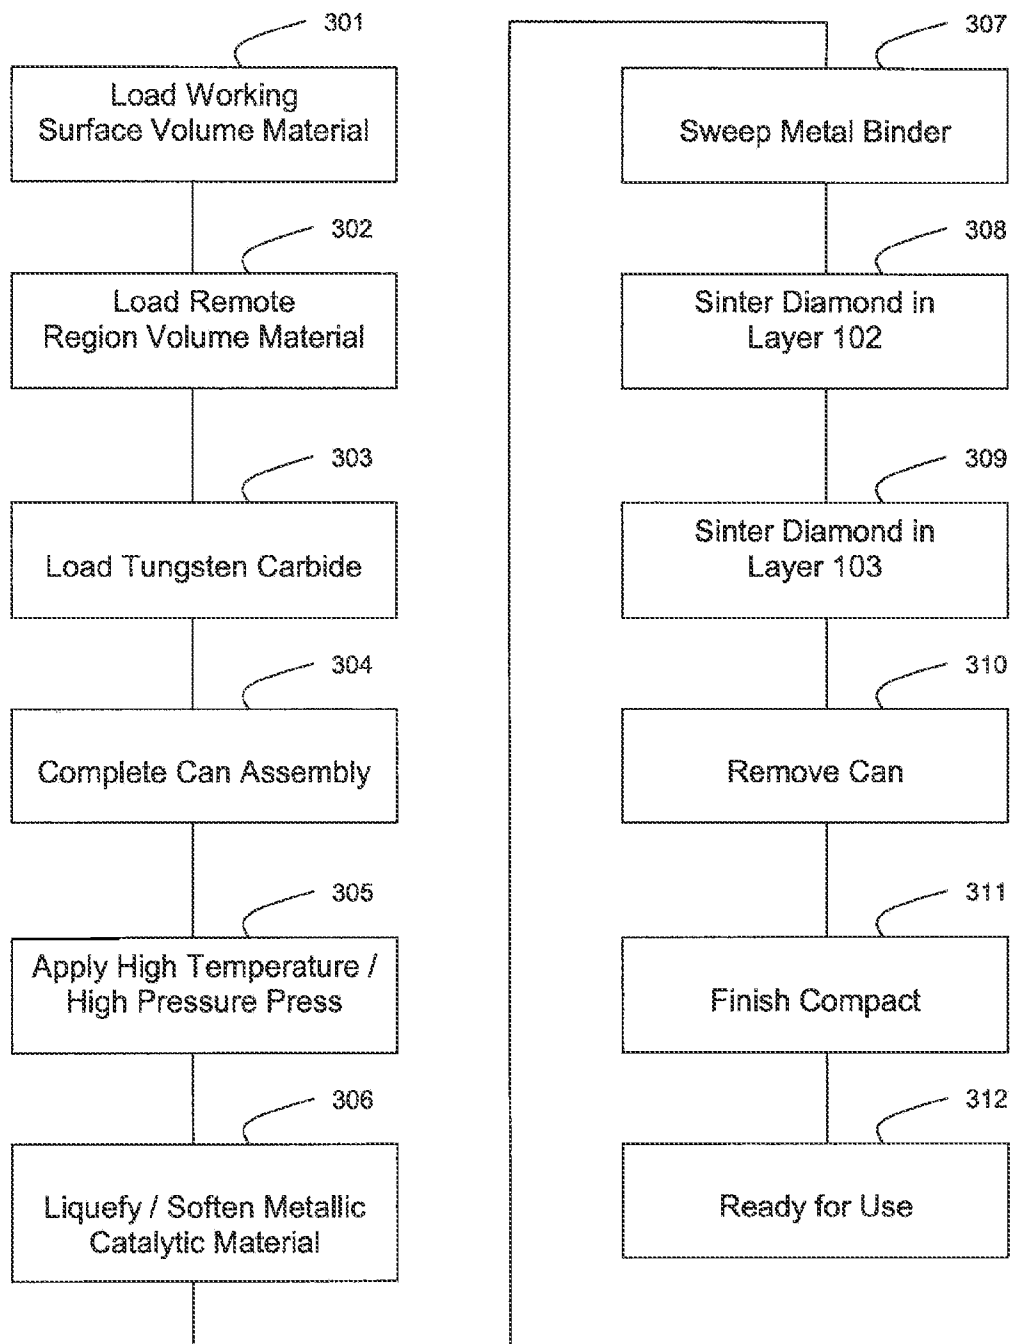 301
Load Working
Surface Volume Material
302
Load Remote
Region Volume Material
303
Load Tungsten Carbide
304
Complete Can Assembly
305
Apply High Temperature /
High Pressure Press
306
Liquefy / Soften Metallic
Catalytic Material
307
Sweep Metal Binder
308
Sinter Diamond in
Layer 102
309
Sinter Diamond in
Layer 103
310
Remove Can
311
Finish Compact
312
Ready for Use